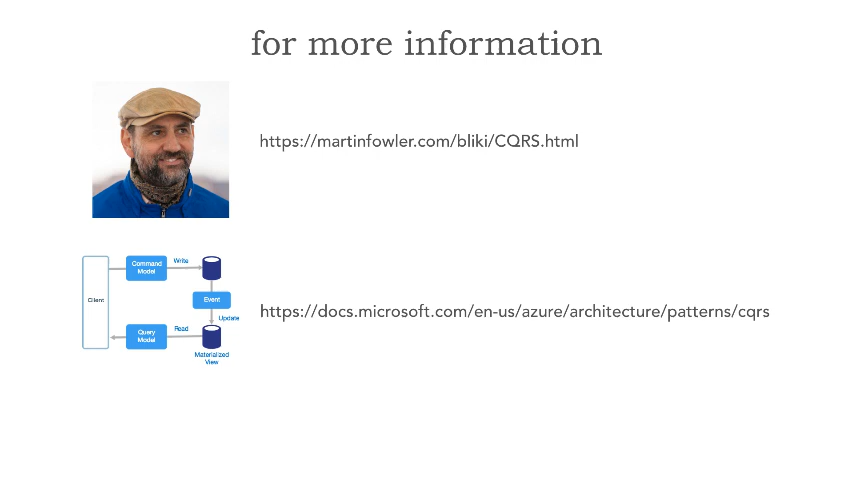 for more information
https://martinfowler.com/bliki/CQRS.html
Client
Command
Model
Write
Event
Update
Query
Model
Read
Materialized
View
https://docs.microsoft.com/en-us/azure/architecture/patterns/cqrs